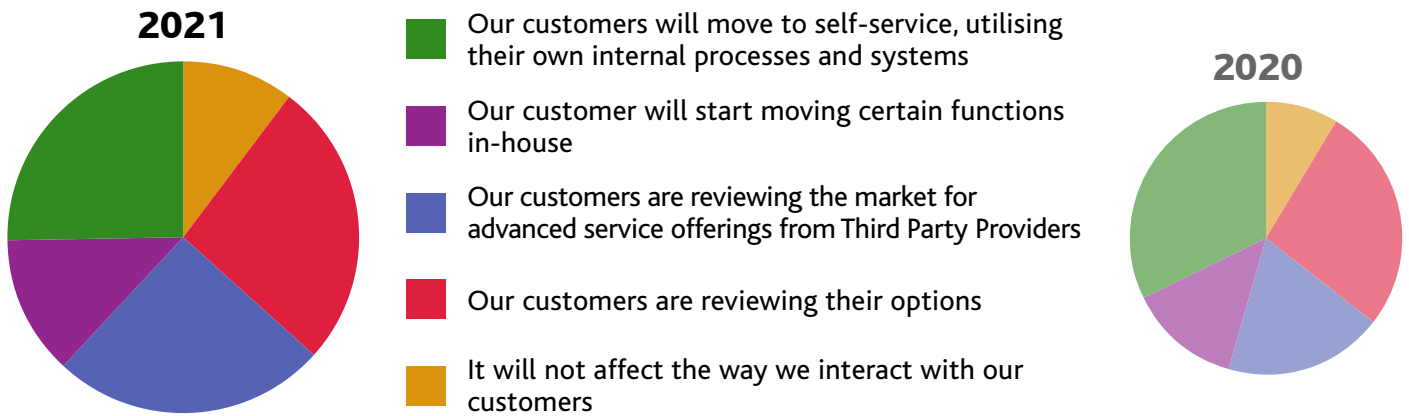 2021
Our customers will move to self-service, utilising
their own internal processes and systems
Our customer will start moving certain functions
in-house
Our customers are reviewing the market for
advanced service offerings from Third Party Providers
Our customers are reviewing their options
It will not affect the way we interact with our
customers
2020